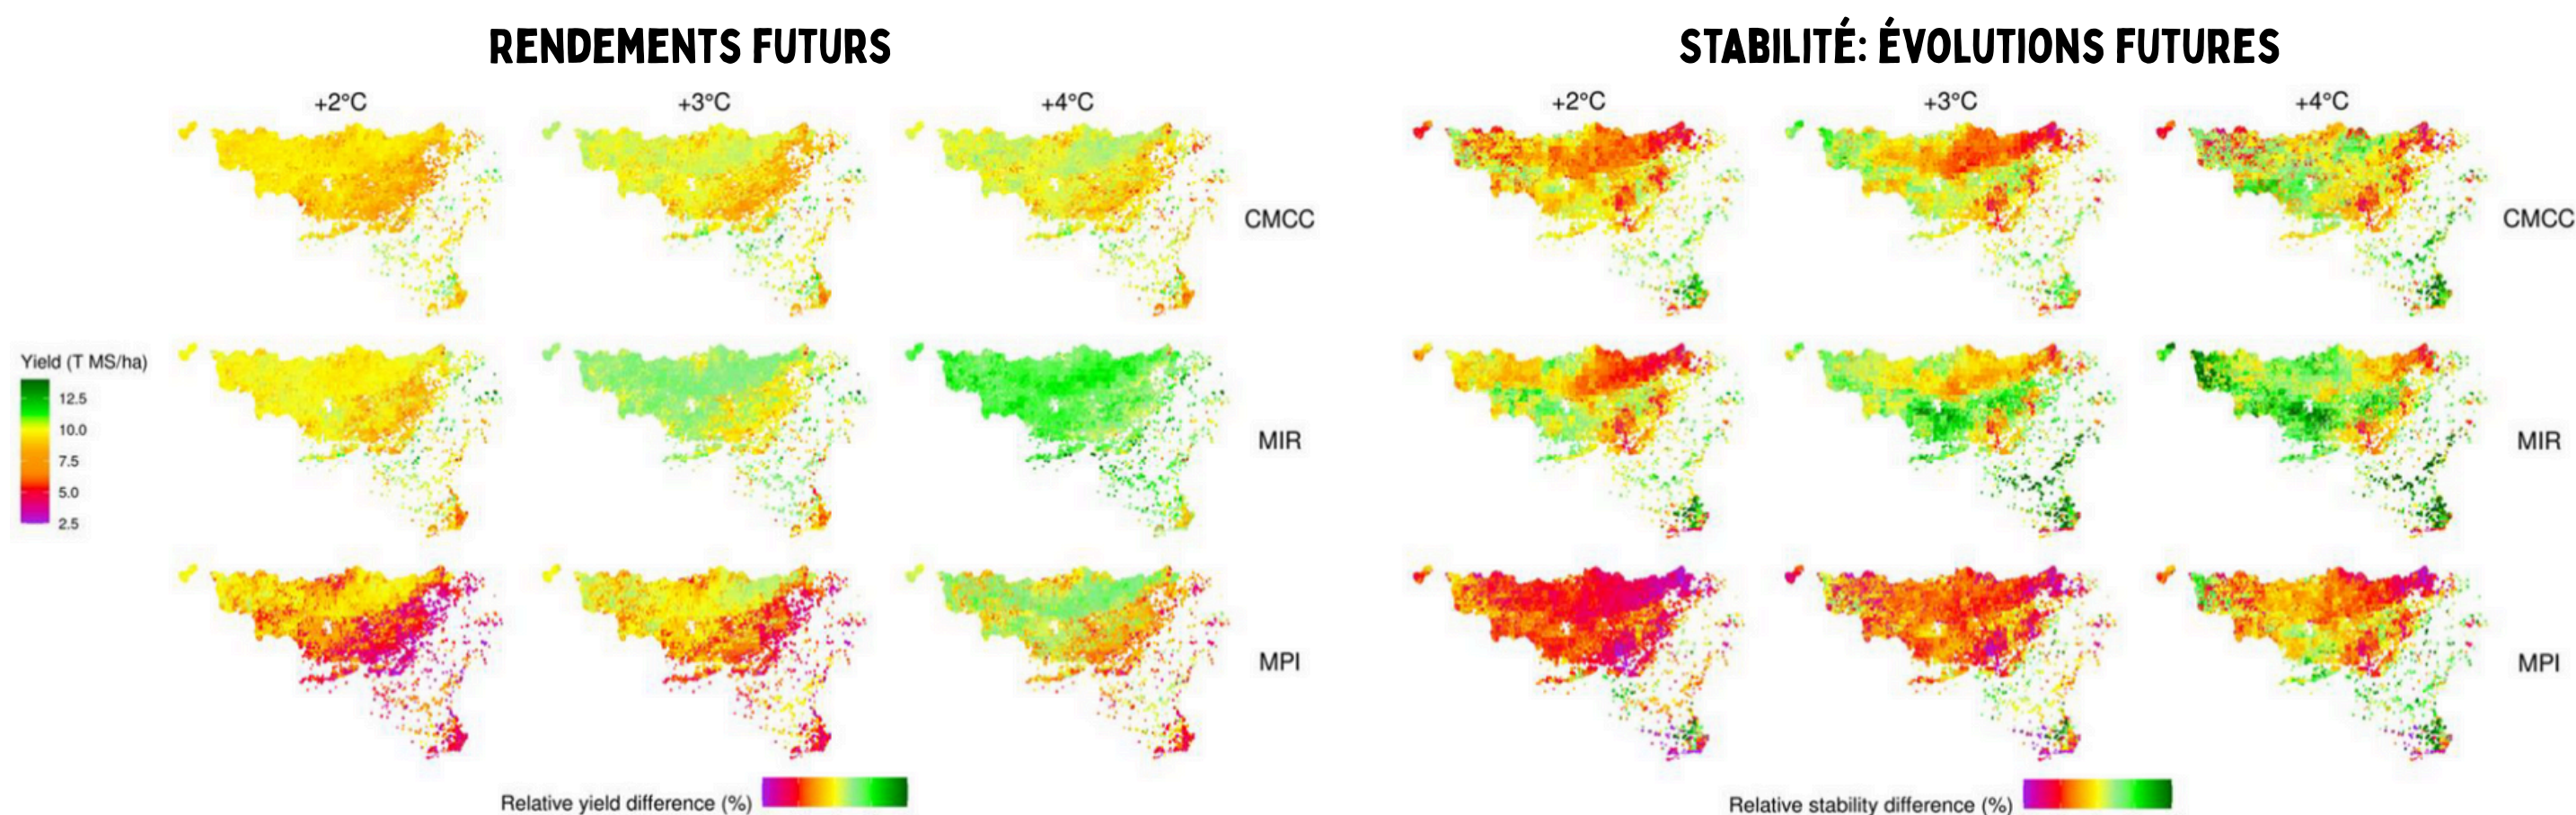 RENDEMENTS FUTURS
+2°C
+3°C
+4°C
CMCC
MIR
MPI
Yield (T MS/ha)
12.5
10.0
7.5
5.0
2.5
Relative yield difference (%)
STABILITÉ: ÉVOLUTIONS FUTURES
+2°C
+3°C
+4°C
CMCC
MIR
MPI
Relative stability difference (%)